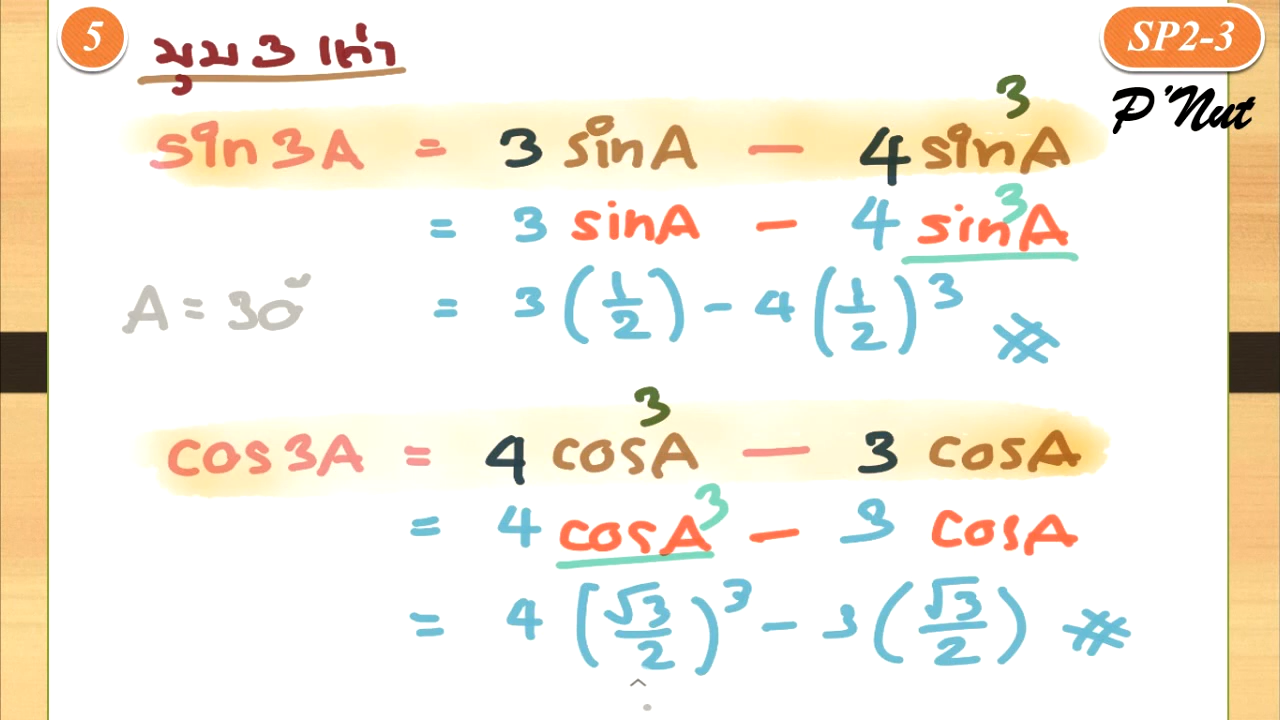 5
มุม 3 เท่า
SP2-3
P'Nut
sin3A = 3 sinA − 4 sin³A
= 3 sinA − 4 sin³A
A = 30° = 3 (1/2) − 4 (1/2)³ #
cos3A = 4 cos³A − 3 cosA
= 4 cosA³ − 3 cosA
= 4 (√3/2)³ − 3 (√3/2) #